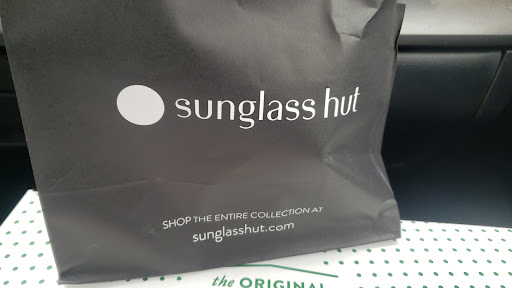 sunglass hut
SHOP THE ENTIRE COLLECTION AT
sunglasshut.com
the ORIGINAL